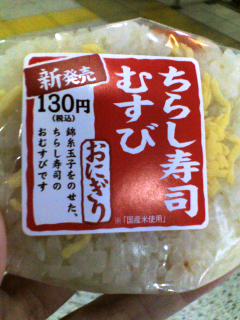 新発売
130円
(税込)
ちらし寿司
むすび
おにぎり
錦糸玉子をのせた、
ちらし寿司の
おむすびです
※「国産米使用」